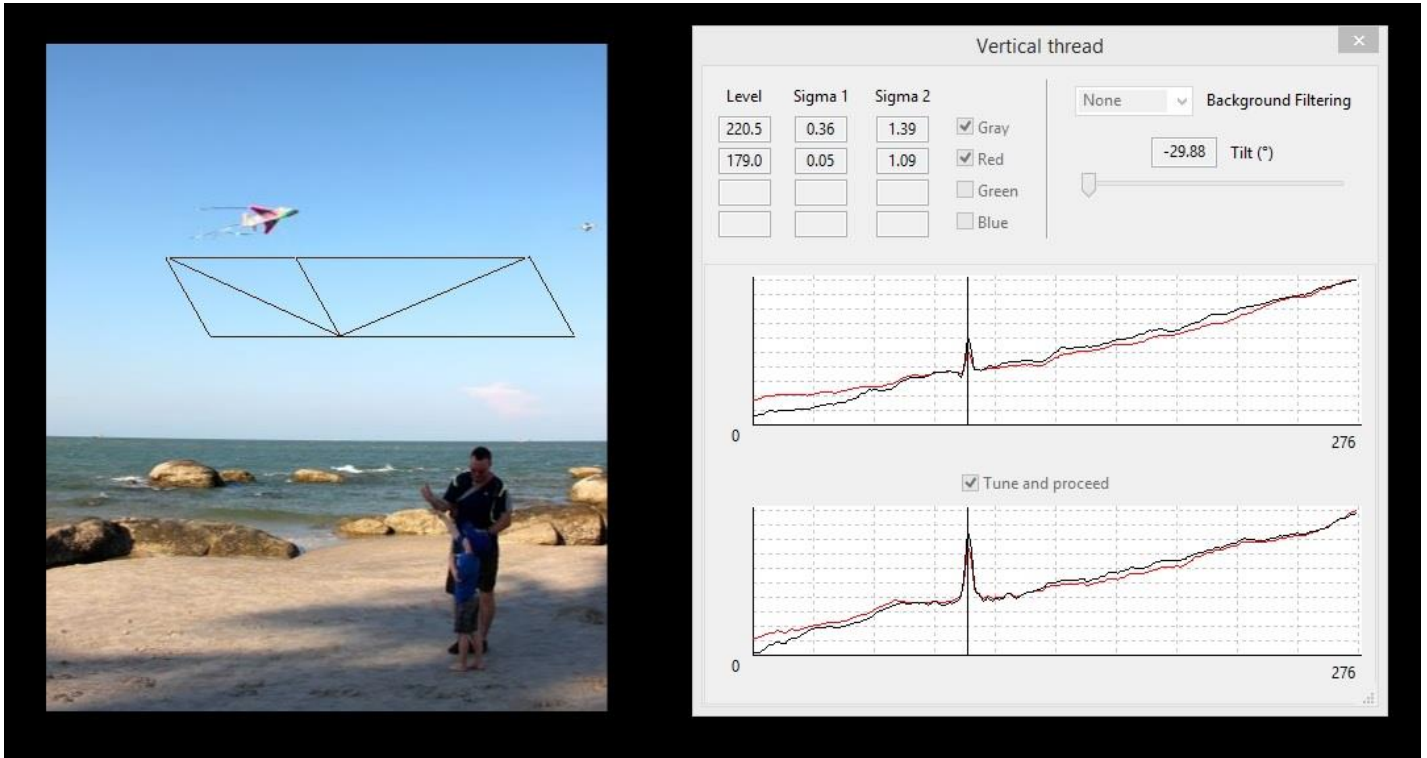 Vertical thread
Level Sigma 1 Sigma 2
220.5 0.36 1.39 Gray
179.0 0.05 1.09 Red
Green
Blue
None Background Filtering
-29.88 Tilt (°)
0 276
Tune and proceed
0 276